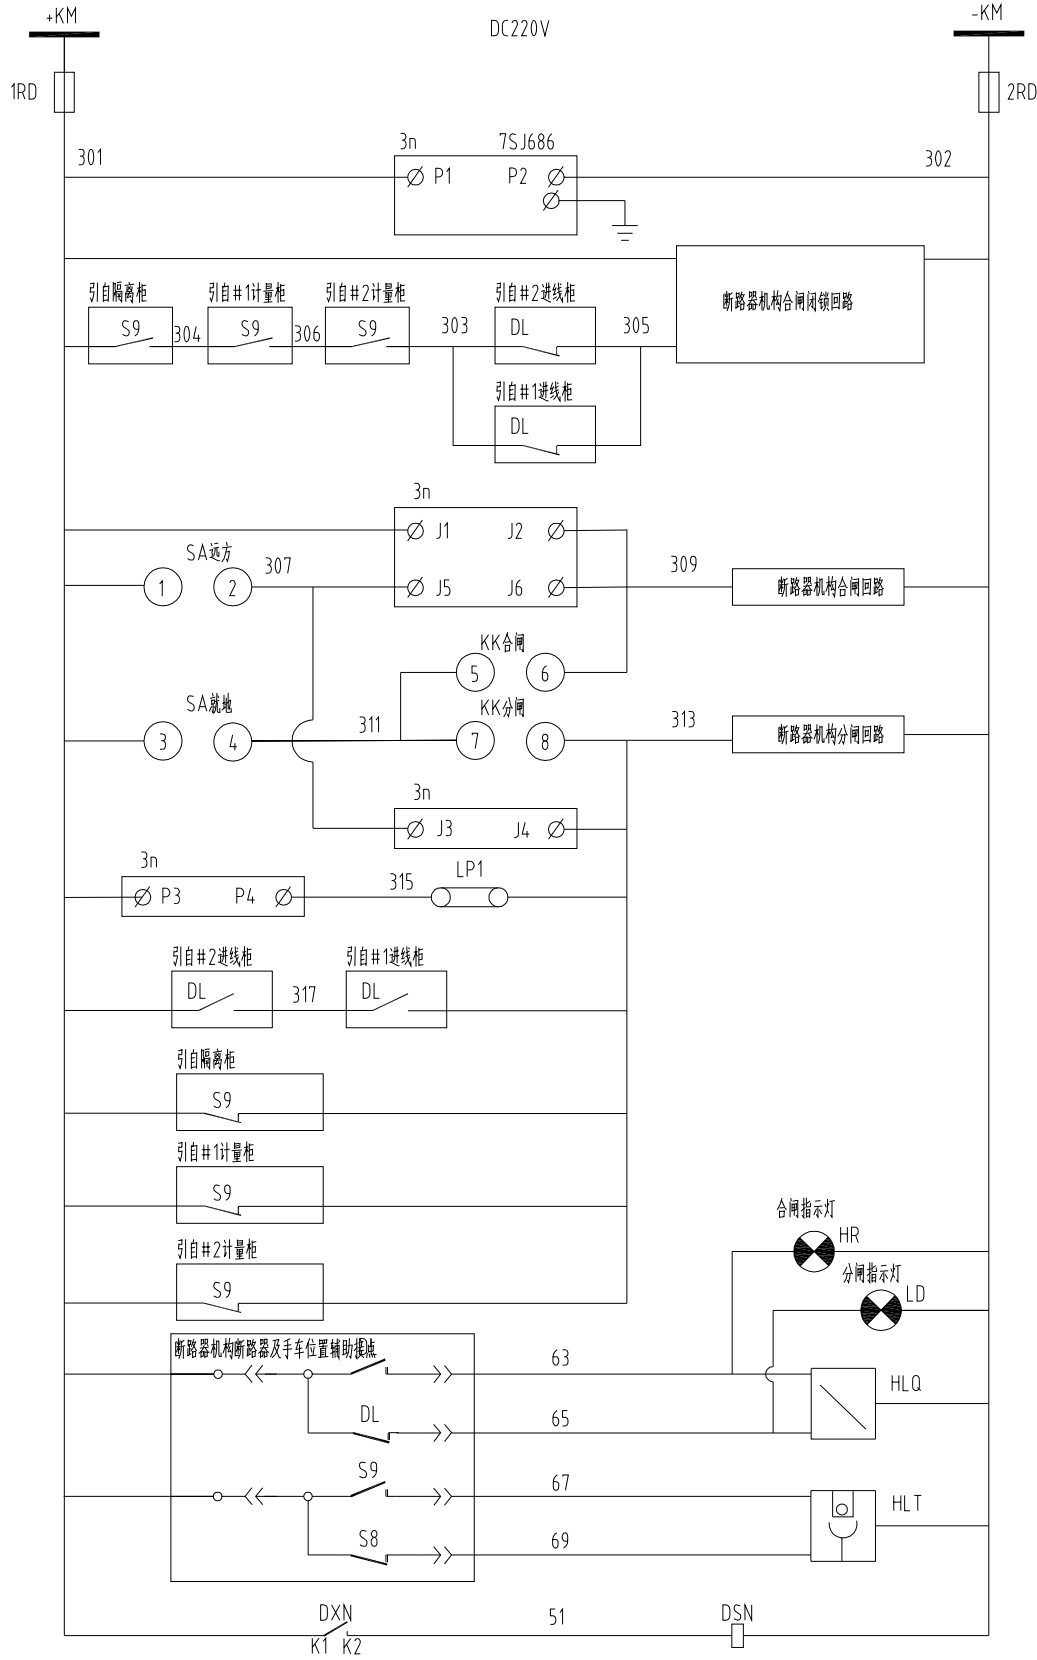 +KM
DC220V
-KM
1RD
2RD
301
3n
7SJ686
302
P1
P2
引自隔离柜
引自#1计量柜
引自#2计量柜
引自#2进线柜
S9
304
S9
306
S9
303
DL
305
断路器机构合闸闭锁回路
引自#1进线柜
DL
3n
J1
J2
SA远方
307
1
2
J5
J6
309
断路器机构合闸回路
KK合闸
5
6
SA就地
KK分闸
3
4
311
7
8
313
断路器机构分闸回路
3n
J3
J4
3n
P3
P4
315
LP1
引自#2进线柜
引自#1进线柜
DL
317
DL
引自隔离柜
S9
引自#1计量柜
S9
合闸指示灯
HR
引自#2计量柜
S9
分闸指示灯
LD
断路器机构断路器及手车位置辅助接点
63
HLQ
DL
65
S9
67
HLT
S8
69
DXN
51
DSN
K1
K2